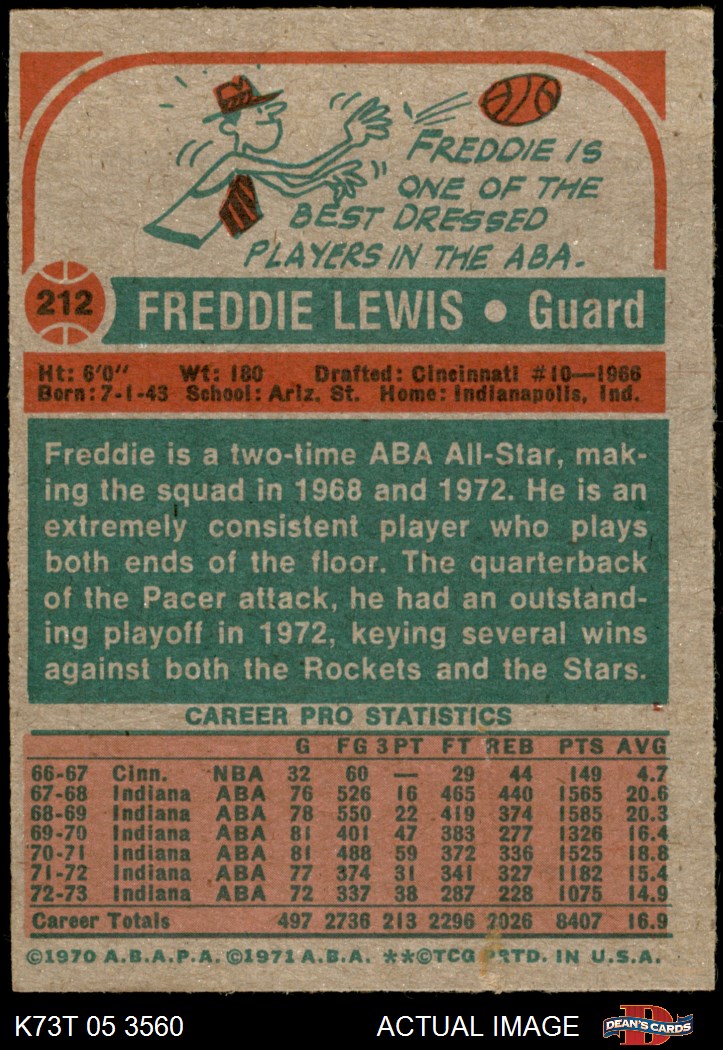 FREDDIE IS
ONE OF THE
BEST DRESSED
PLAYERS IN THE ABA.
212
FREDDIE LEWIS • Guard
Ht: 6'0" Wt: 180 Drafted: Cincinnati #10—1966
Born: 7-1-43 School: Ariz. St. Home: Indianapolis, Ind.
Freddie is a two-time ABA All-Star, mak-
ing the squad in 1968 and 1972. He is an
extremely consistent player who plays
both ends of the floor. The quarterback
of the Pacer attack, he had an outstand-
ing playoff in 1972, keying several wins
against both the Rockets and the Stars.
CAREER PRO STATISTICS
G FG 3PT FT REB PTS AVG
66-67 Cinn. NBA 32 60 — 29 44 149 4.7
67-68 Indiana ABA 76 526 16 465 440 1565 20.6
68-69 Indiana ABA 78 550 22 419 374 1585 20.3
69-70 Indiana ABA 81 401 47 383 277 1326 16.4
70-71 Indiana ABA 81 488 59 372 336 1525 18.8
71-72 Indiana ABA 77 374 31 341 327 1182 15.4
72-73 Indiana ABA 72 337 38 287 228 1075 14.9
Career Totals 497 2736 213 2296 2026 8407 16.9
©1970 A.B.A.P.A. ©1971 A.B.A. **©TCG PRTD. IN U.S.A.
K73T 05 3560 ACTUAL IMAGE
D
DEAN'S CARDS